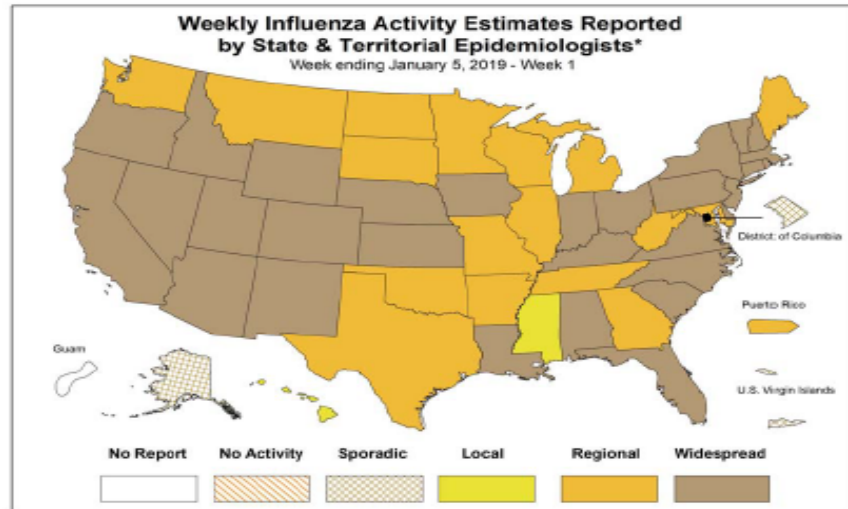 Weekly Influenza Activity Estimates Reported
by State & Territorial Epidemiologists*
Week ending January 5, 2019 - Week 1
District of Columbia
Puerto Rico
Guam
U.S. Virgin Islands
No Report No Activity Sporadic Local Regional Widespread